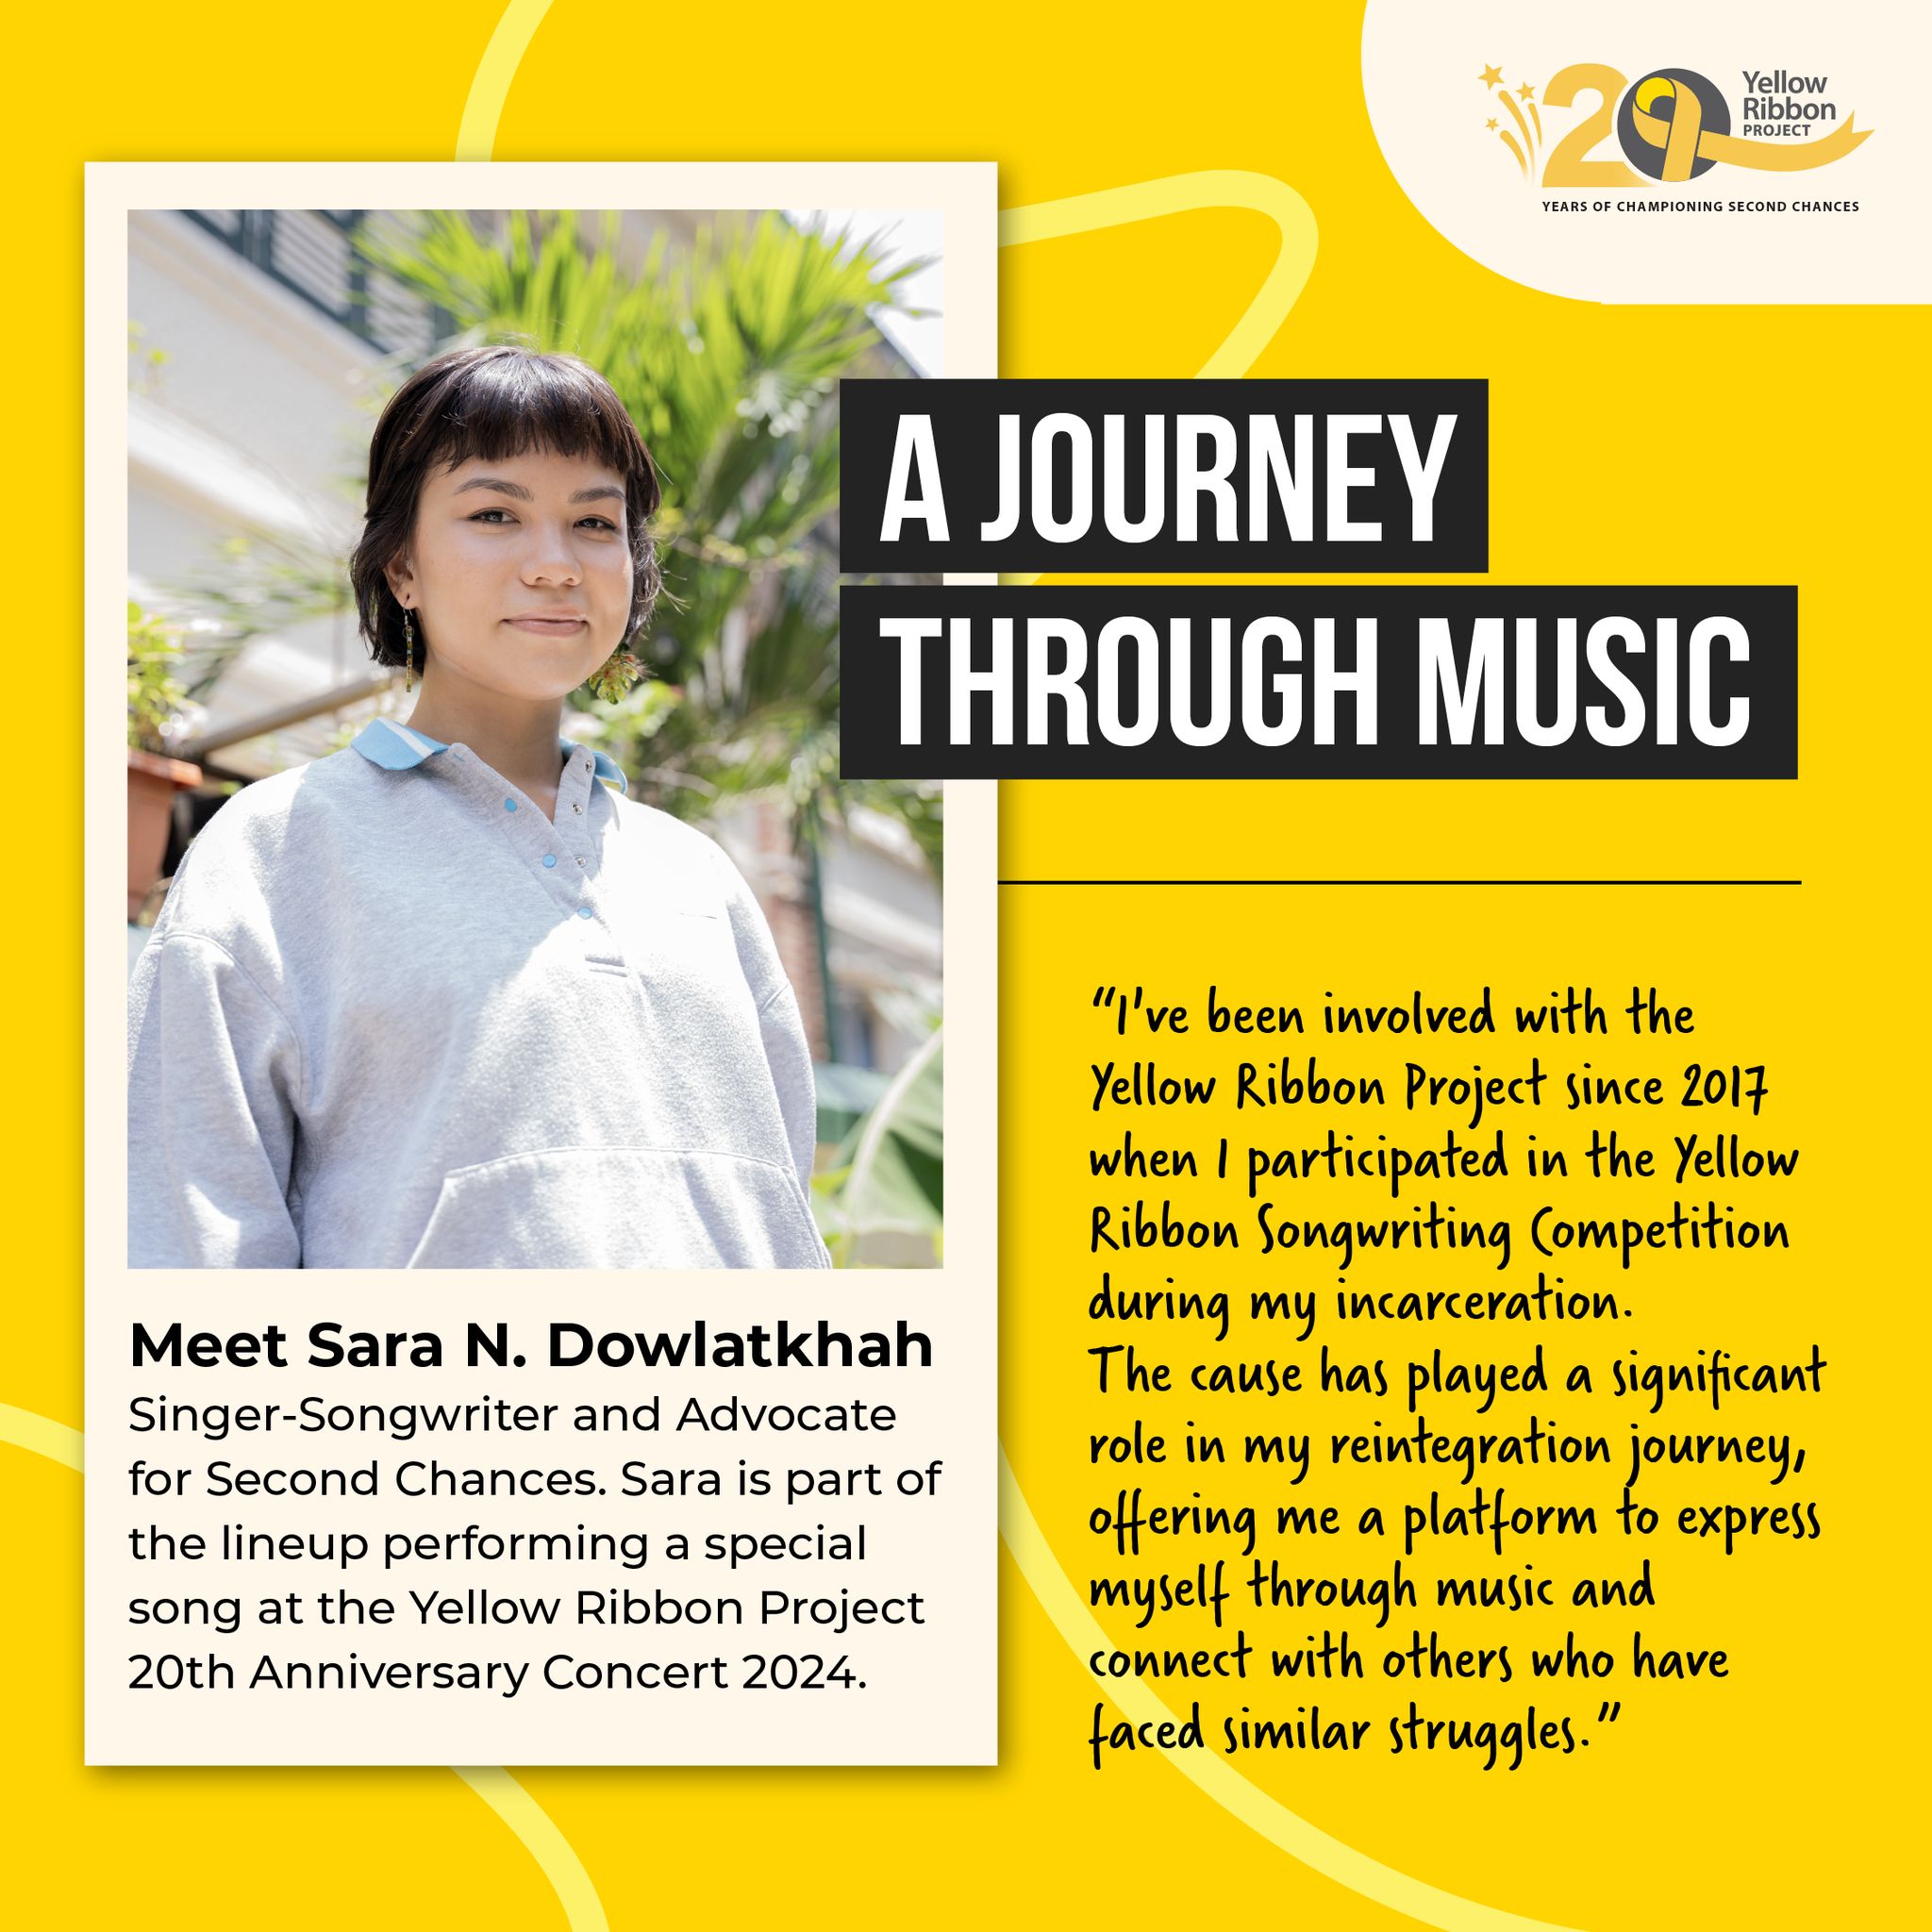 20
Yellow
Ribbon
PROJECT
YEARS OF CHAMPIONING SECOND CHANCES
A JOURNEY
THROUGH MUSIC
Meet Sara N. Dowlatkhah
Singer-Songwriter and Advocate
for Second Chances. Sara is part of
the lineup performing a special
song at the Yellow Ribbon Project
20th Anniversary Concert 2024.
“I've been involved with the
Yellow Ribbon Project since 2017
when I participated in the Yellow
Ribbon Songwriting Competition
during my incarceration.
The cause has played a significant
role in my reintegration journey,
offering me a platform to express
myself through music and
connect with others who have
faced similar struggles.”